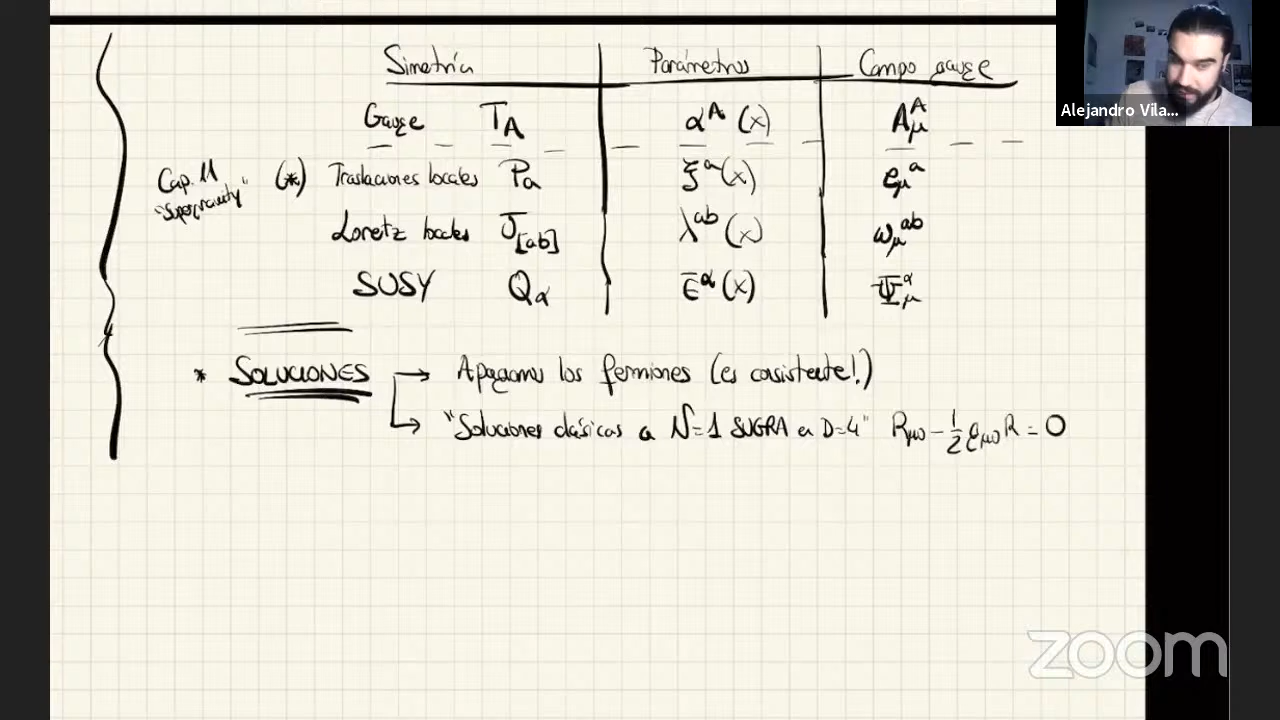 Simetría Parámetros Campo gauge
Gauge T_A α^A (x) A_μ^A
Cap. 11 (*) Traslaciones locales P_a ξ^a(x) e_μ^a
"Supergravity"
Lorentz locales J_[ab] λ^ab (x) ω_μ^ab
SUSY Q_α ε̄^α(x) Ψ_μ^α
* SOLUCIONES → Apagamos los fermiones (es consistente!)
→ "Soluciones clásicas a N=1 SUGRA en D=4" R_μν - 1/2 g_μν R = 0
Alejandro Vila...
zoom